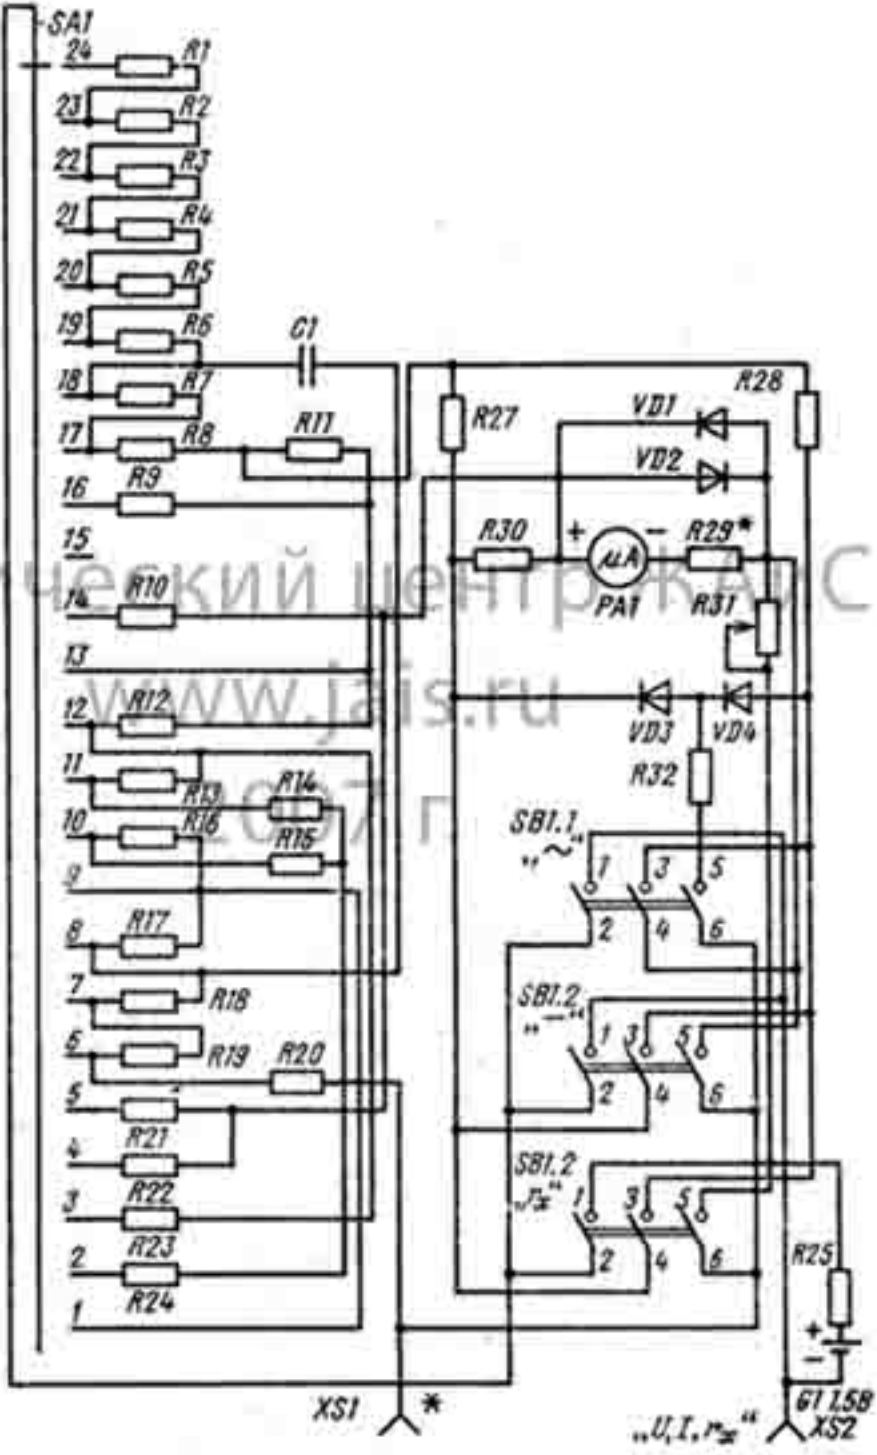 SA1
24 R1
23 R2
22 R3
21 R4
20 R5
19 R6 C1
18 R7 R28
17 R8 R11 R27 VD1
16 R9 VD2
15 R30 + μA − R29*
14 R10 PA1 R31
ческий центр ЖАиС
13
www.jais.ru
12 R12 VD3 VD4
11 R13 R14 R32
2007 г.
10 R16 R15 SB1.1 „~“ 1 3 5
9
8 R17 2 4 6
7 R18 SB1.2 „—“ 1 3 5
6 R19 R20
5 R21 2 4 6
4 SB1.2 „rx“ 1 3 5
3 R22
2 R23 2 4 6 R25
1 R24 + −
XS1 * G1 1,5В
„U, I, rx“ XS2